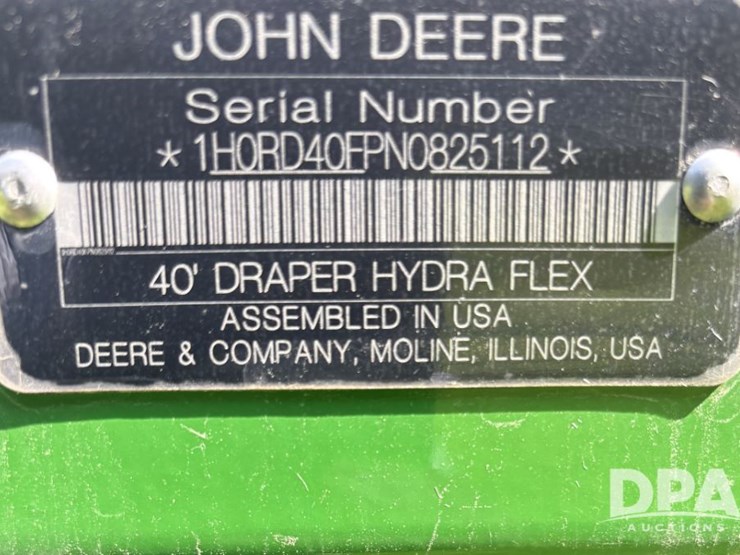 JOHN DEERE
Serial Number
*1H0RD40FPN0825112*
40' DRAPER HYDRA FLEX
ASSEMBLED IN USA
DEERE & COMPANY, MOLINE, ILLINOIS, USA
DPA
AUCTIONS